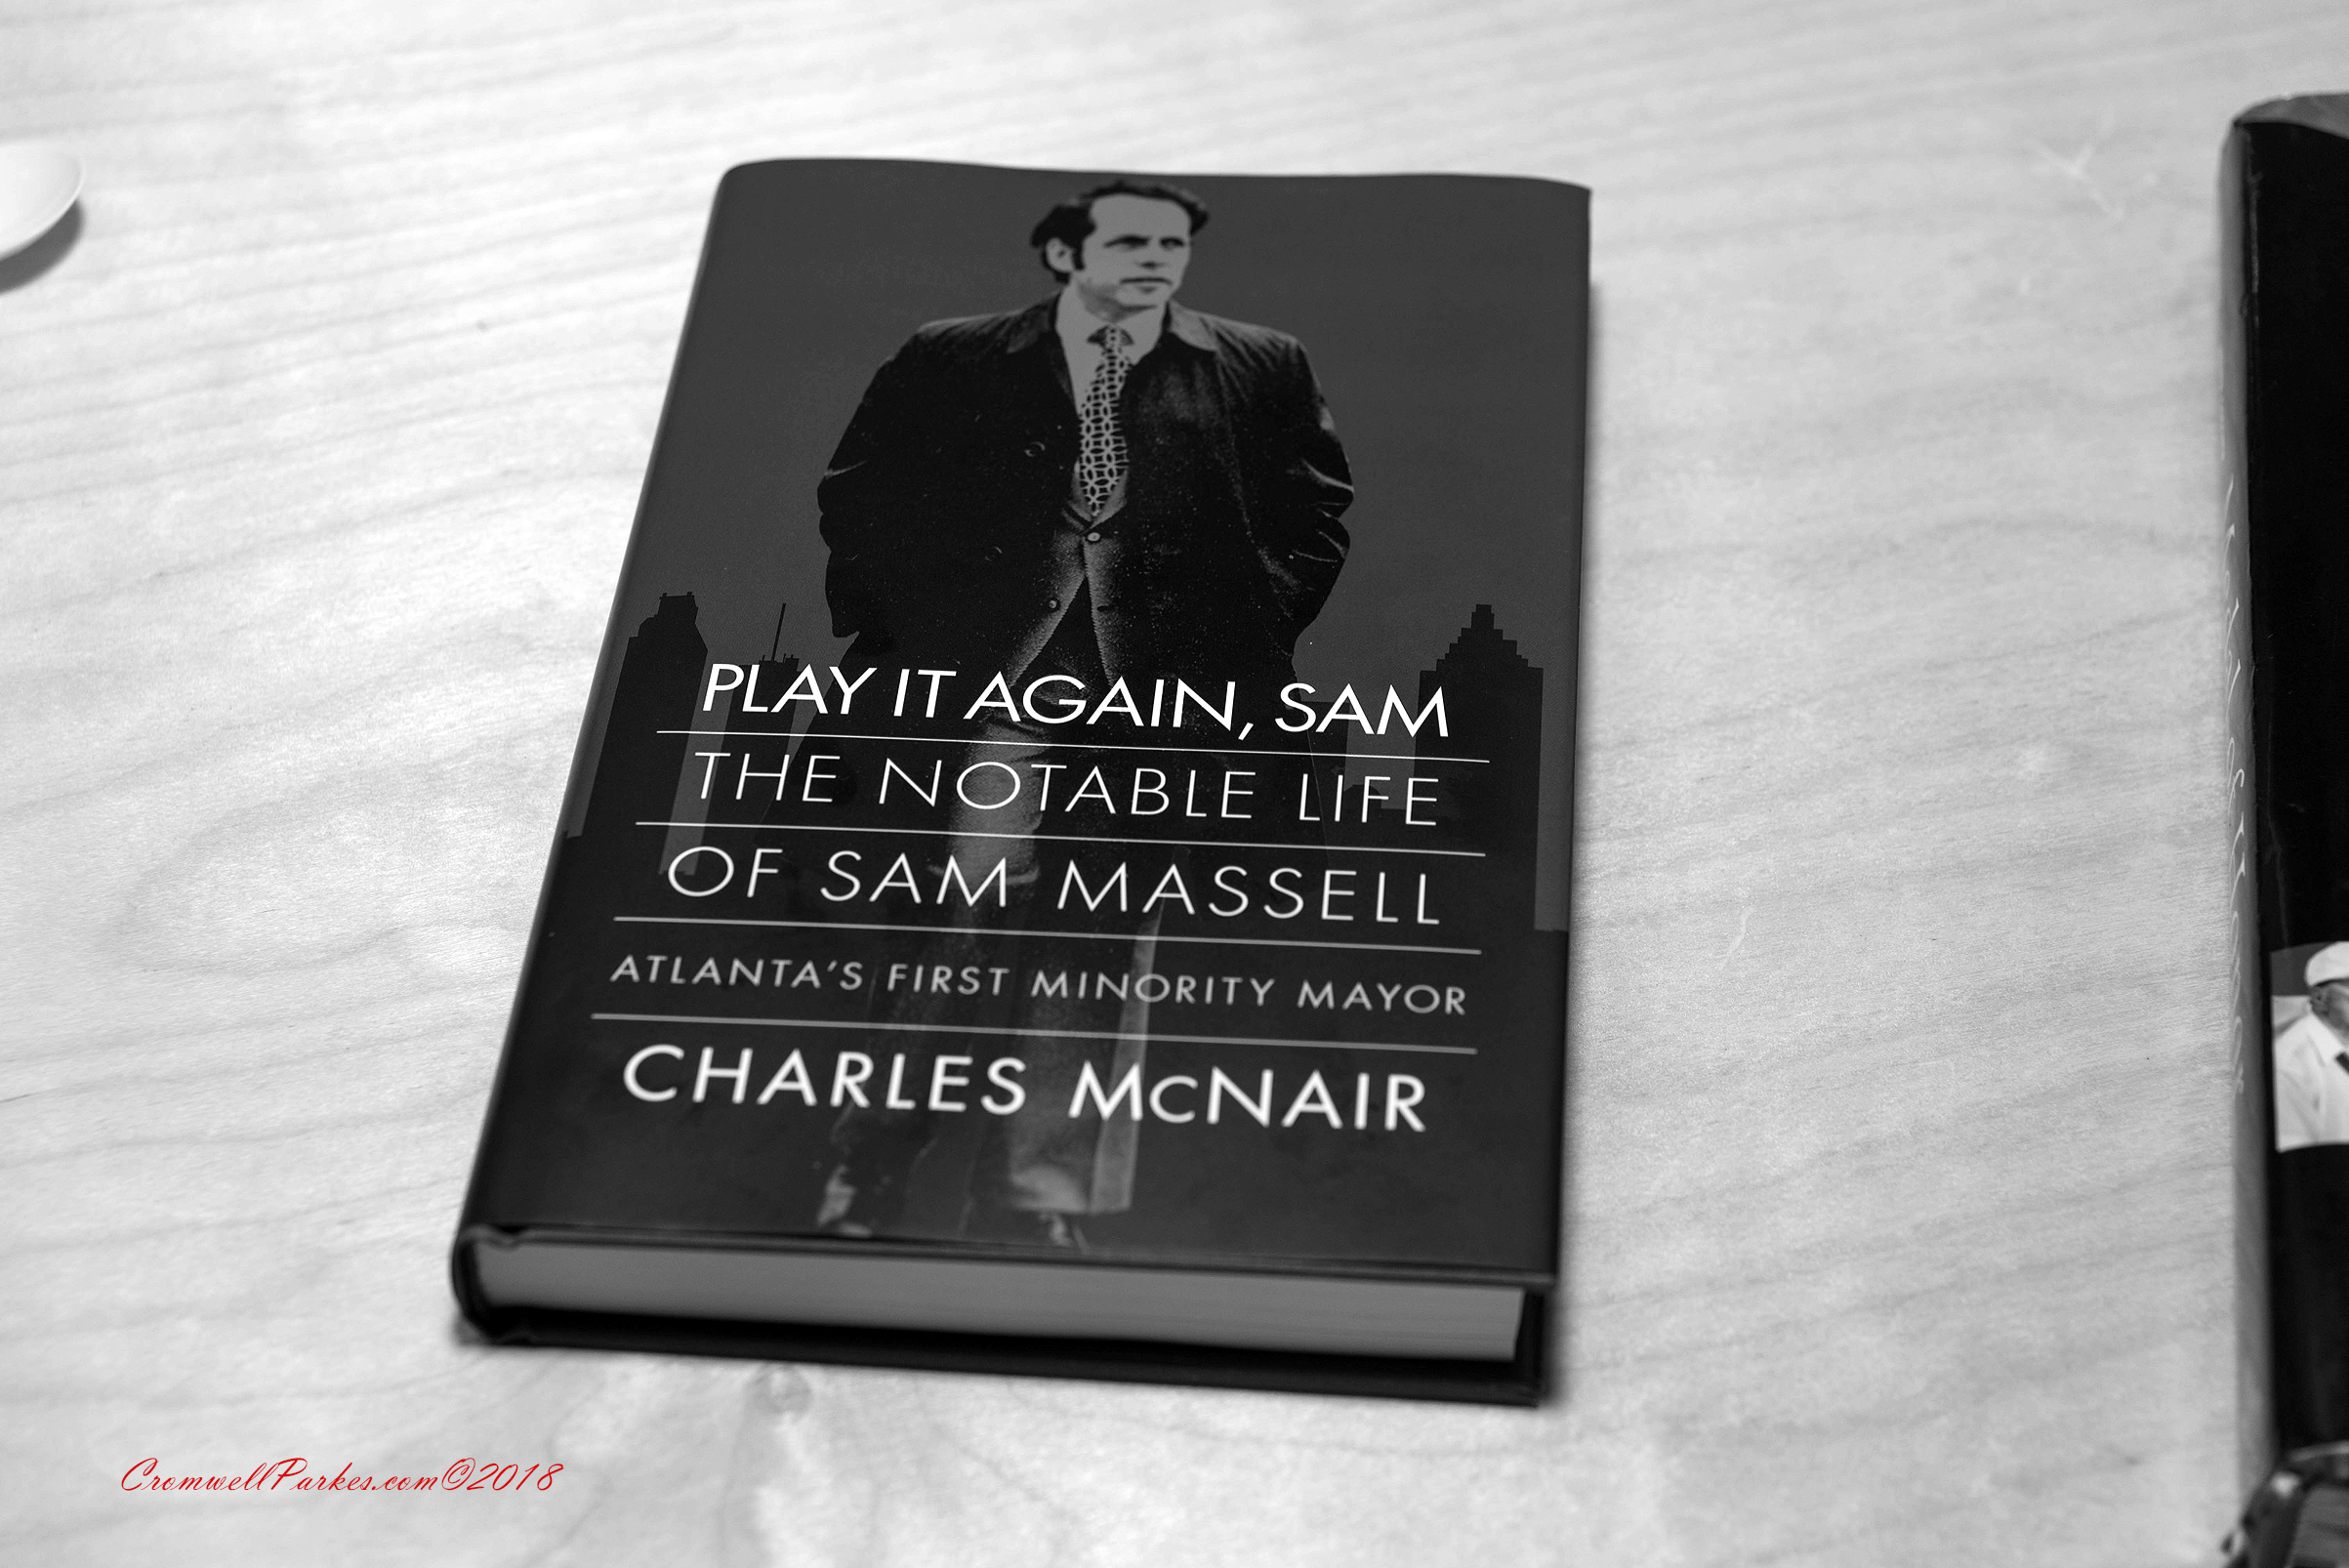 PLAY IT AGAIN, SAM
THE NOTABLE LIFE
OF SAM MASSELL
ATLANTA'S FIRST MINORITY MAYOR
CHARLES McNAIR
CromwellParkes.com©2018